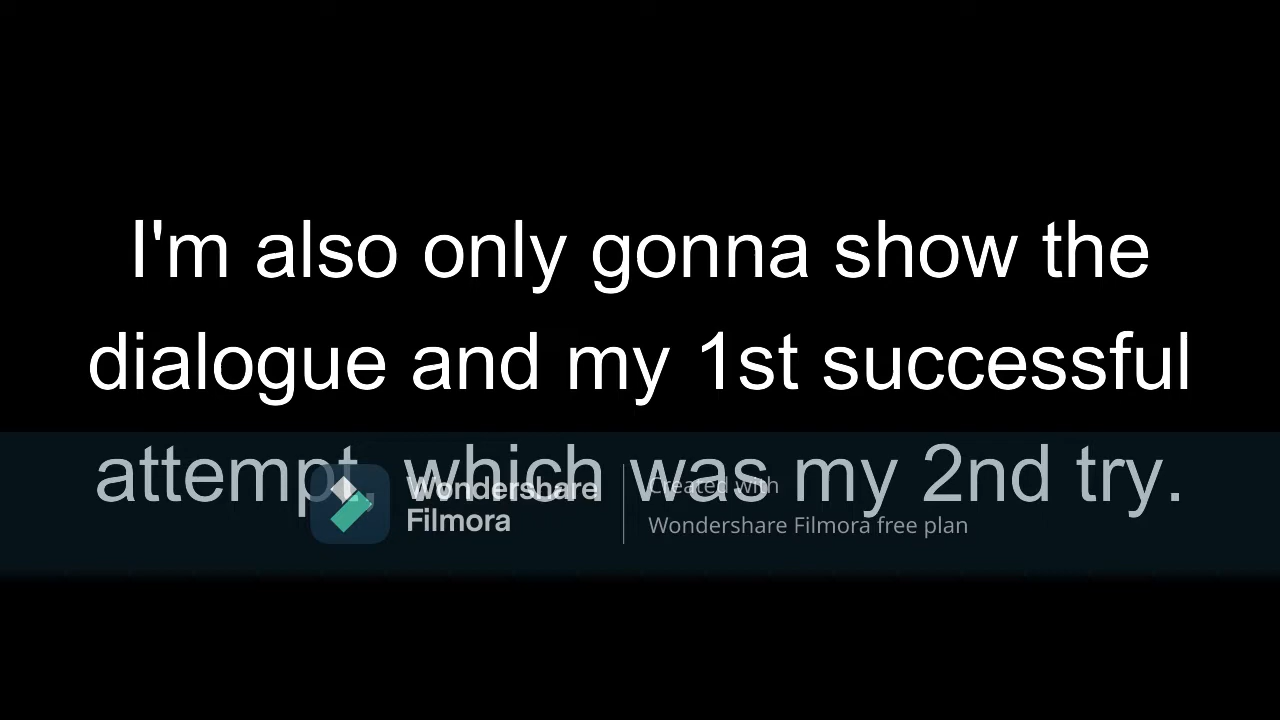 I'm also only gonna show the
dialogue and my 1st successful
attempt, which was my 2nd try.
Wondershare
Filmora
Created with
Wondershare Filmora free plan